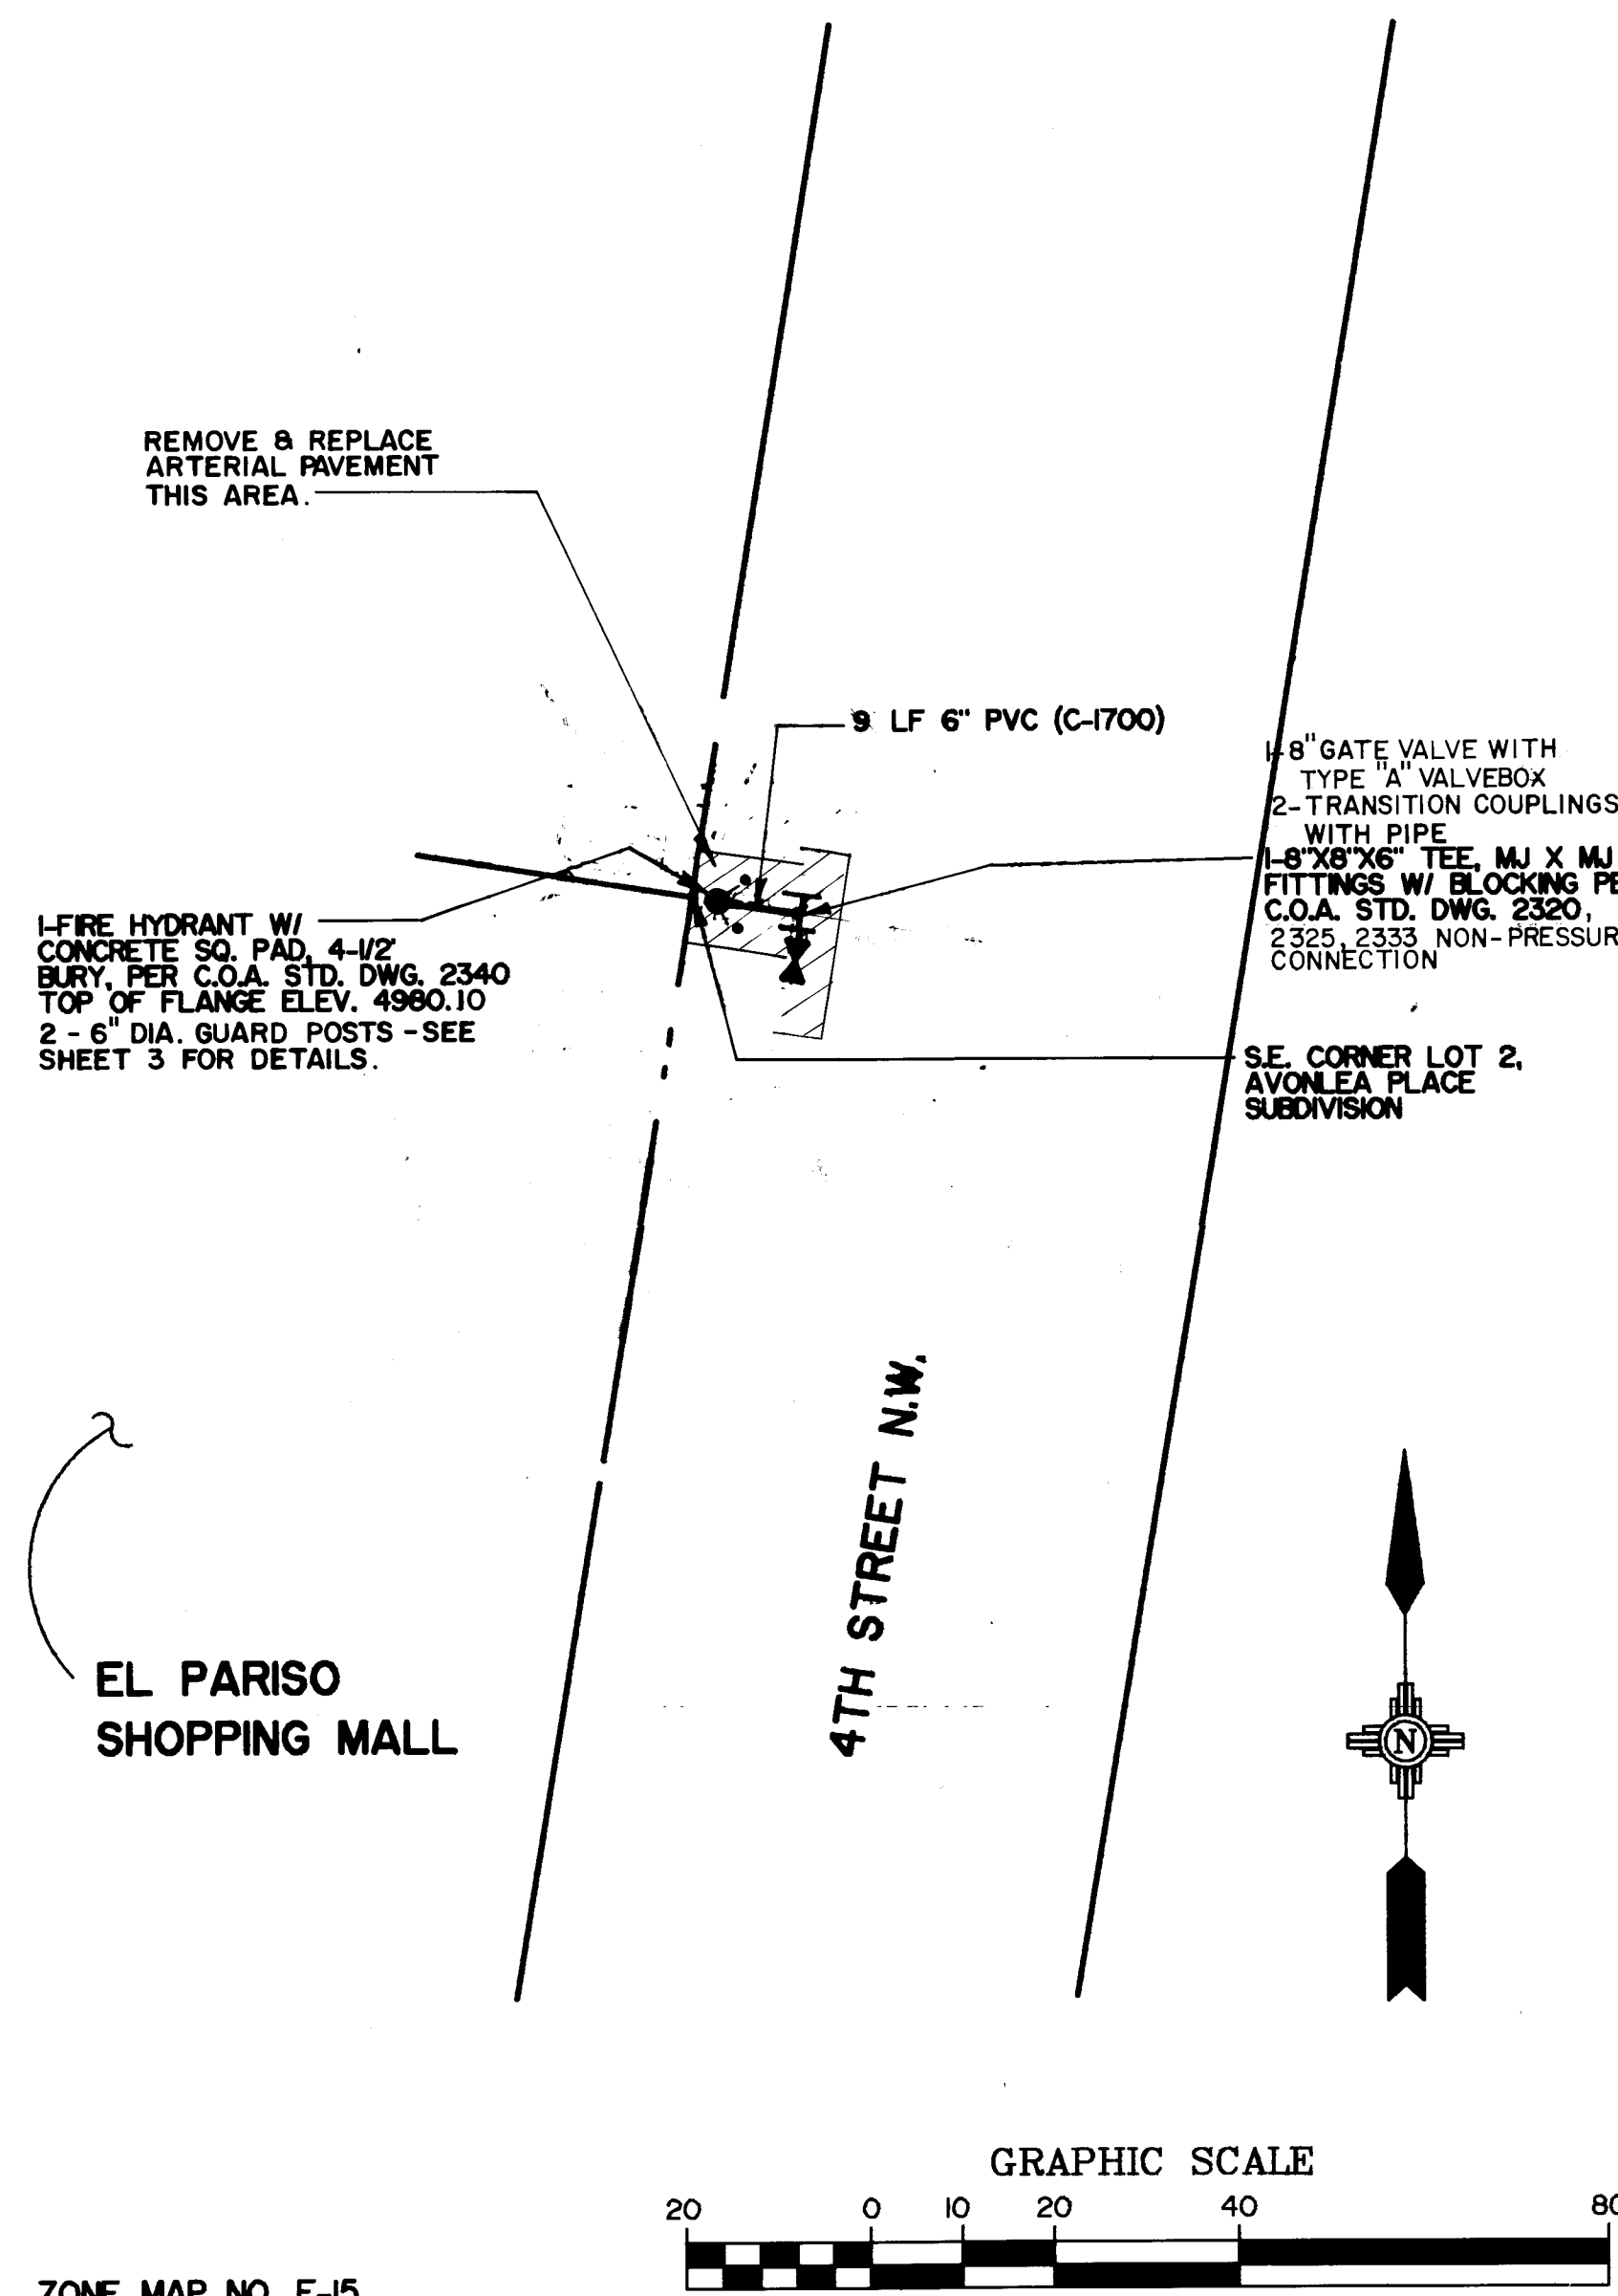 REMOVE & REPLACE
ARTERIAL PAVEMENT
THIS AREA.
9 LF 6" PVC (C-1700)
1-8" GATE VALVE WITH
TYPE "A" VALVEBOX
2-TRANSITION COUPLINGS
WITH PIPE
1-8"X8"X6" TEE, MJ X MJ
FITTINGS W/ BLOCKING
C.O.A. STD. DWG. 2320,
2325, 2333 NON-PRESSUR
CONNECTION
1-FIRE HYDRANT W/
CONCRETE SQ. PAD, 4-1/2'
BURY, PER C.O.A. STD. DWG. 2340
TOP OF FLANGE ELEV. 4980.10
2 - 6" DIA. GUARD POSTS - SEE
SHEET 3 FOR DETAILS.
S.E. CORNER LOT 2,
AVONLEA PLACE
SUBDIVISION
4TH STREET N.W.
EL PARISO
SHOPPING MALL
N
GRAPHIC SCALE
20 0 10 20 40 80
ZONE MAP NO. F-15